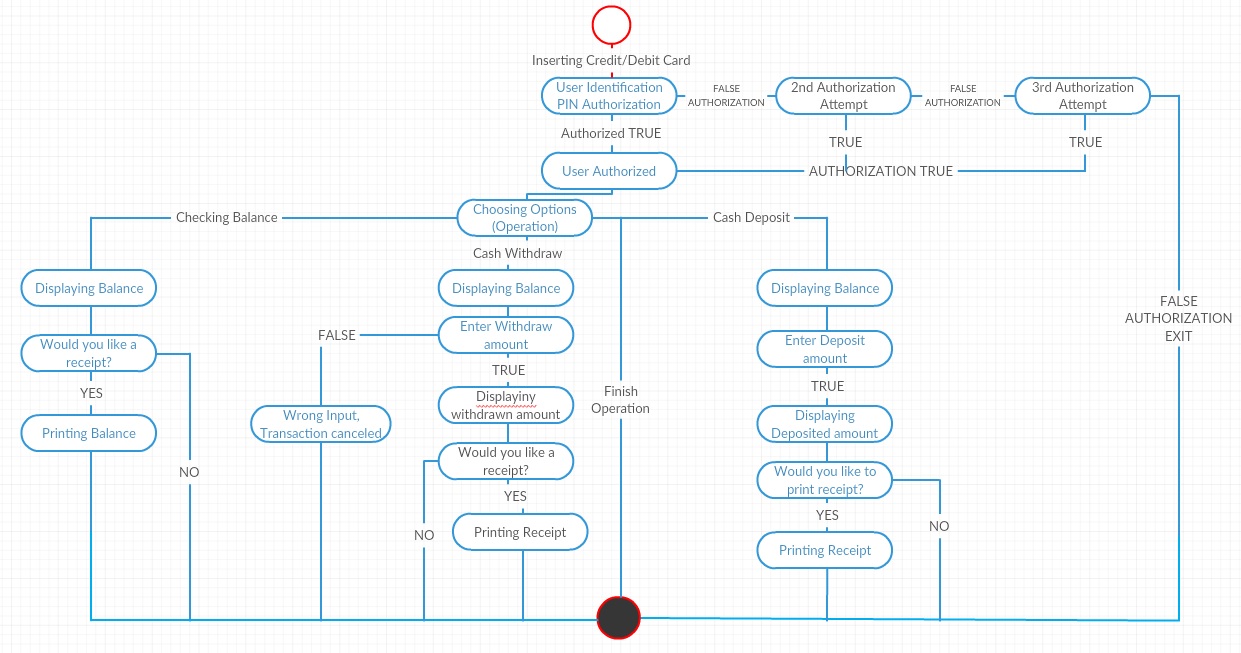 Inserting Credit/Debit Card
User Identification
PIN Authorization
FALSE
AUTHORIZATION
2nd Authorization
Attempt
FALSE
AUTHORIZATION
3rd Authorization
Attempt
Authorized TRUE
TRUE
TRUE
User Authorized
AUTHORIZATION TRUE
Checking Balance
Choosing Options
(Operation)
Cash Deposit
Cash Withdraw
Displaying Balance
Displaying Balance
Displaying Balance
FALSE
AUTHORIZATION
EXIT
Would you like a
receipt?
FALSE
Enter Withdraw
amount
Enter Deposit
amount
YES
TRUE
TRUE
Finish
Operation
Printing Balance
Wrong Input,
Transaction canceled
Displayiny
withdrawn amount
Displaying
Deposited amount
NO
Would you like a
receipt?
Would you like to
print receipt?
YES
YES
NO
NO
Printing Receipt
Printing Receipt